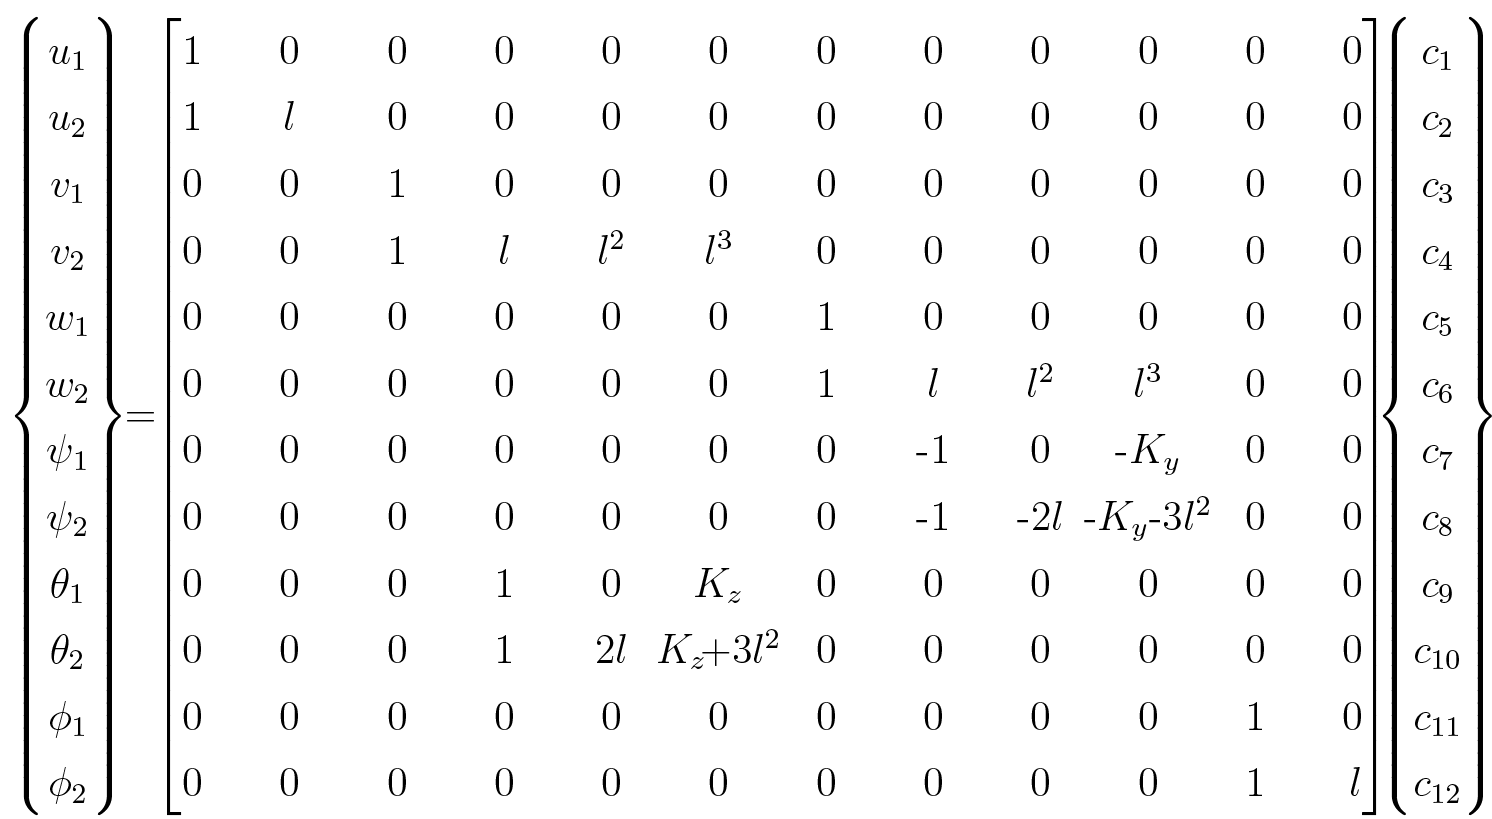 u₁ 1 0 0 0 0 0 0 0 0 0 0 0 c₁
u₂ 1 l 0 0 0 0 0 0 0 0 0 0 c₂
v₁ 0 0 1 0 0 0 0 0 0 0 0 0 c₃
v₂ 0 0 1 l l² l³ 0 0 0 0 0 0 c₄
w₁ 0 0 0 0 0 0 1 0 0 0 0 0 c₅
w₂ 0 0 0 0 0 0 1 l l² l³ 0 0 c₆
=
ψ₁ 0 0 0 0 0 0 0 -1 0 -K_y 0 0 c₇
ψ₂ 0 0 0 0 0 0 0 -1 -2l -K_y-3l² 0 0 c₈
θ₁ 0 0 0 1 0 K_z 0 0 0 0 0 0 c₉
θ₂ 0 0 0 1 2l K_z+3l² 0 0 0 0 0 0 c₁₀
ϕ₁ 0 0 0 0 0 0 0 0 0 0 1 0 c₁₁
ϕ₂ 0 0 0 0 0 0 0 0 0 0 1 l c₁₂